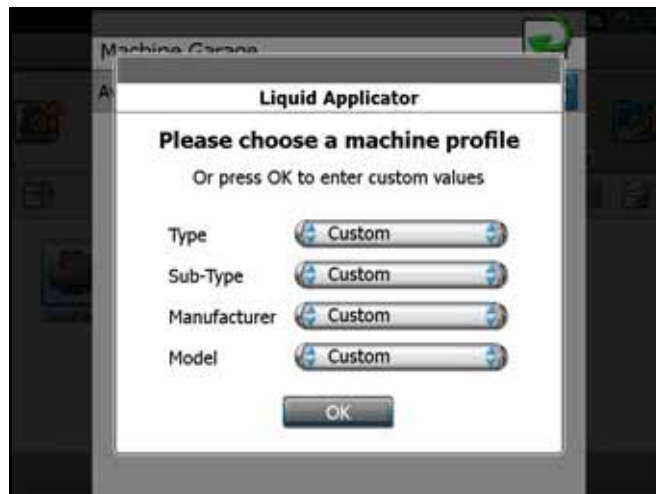 Machine Garage
Liquid Applicator
Please choose a machine profile
Or press OK to enter custom values
Type Custom
Sub-Type Custom
Manufacturer Custom
Model Custom
OK